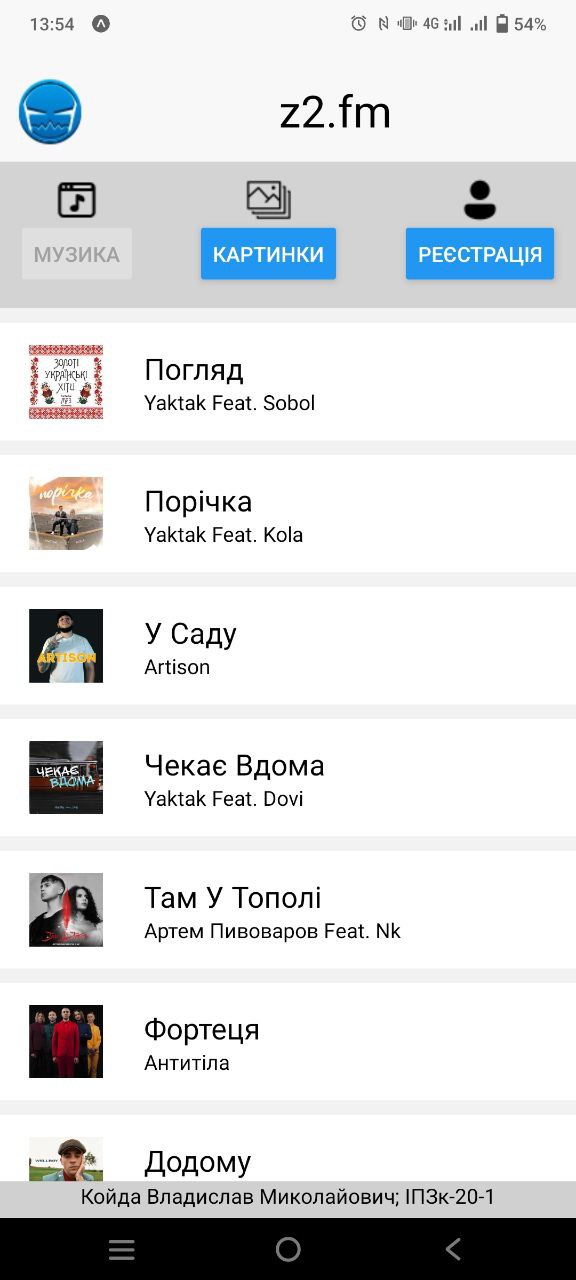 13:54 4G 54%
z2.fm
МУЗИКА КАРТИНКИ РЕЄСТРАЦІЯ
ЗОЛОТІ
УКРАЇНСЬКІ
ХІТИ
MP3
Погляд
Yaktak Feat. Sobol
порічка
Порічка
Yaktak Feat. Kola
ARTISON
У Саду
Artison
ЧЕКАЄ
ВДОМА
Чекає Вдома
Yaktak Feat. Dovi
Там У Тополі
Артем Пивоваров Feat. Nk
Фортеця
Антитіла
WELLBOY
Додому
Койда Владислав Миколайович; ІПЗк-20-1